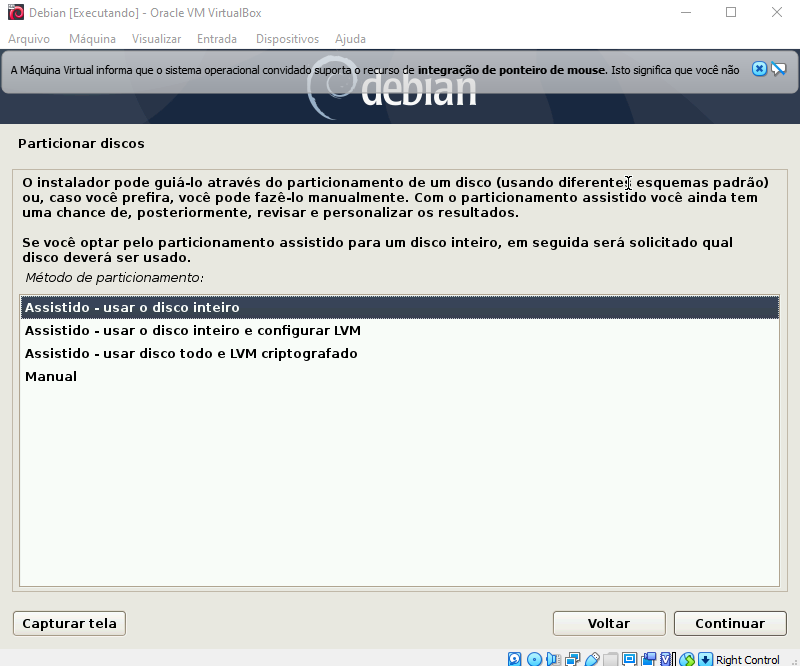 Debian [Executando] - Oracle VM VirtualBox
Arquivo Máquina Visualizar Entrada Dispositivos Ajuda
A Máquina Virtual informa que o sistema operacional convidado suporta o recurso de integração de ponteiro de mouse. Isto significa que você não
debian
Particionar discos
O instalador pode guiá-lo através do particionamento de um disco (usando diferentes esquemas padrão)
ou, caso você prefira, você pode fazê-lo manualmente. Com o particionamento assistido você ainda tem
uma chance de, posteriormente, revisar e personalizar os resultados.
Se você optar pelo particionamento assistido para um disco inteiro, em seguida será solicitado qual
disco deverá ser usado.
Método de particionamento:
Assistido - usar o disco inteiro
Assistido - usar o disco inteiro e configurar LVM
Assistido - usar disco todo e LVM criptografado
Manual
Capturar tela Voltar Continuar
Right Control